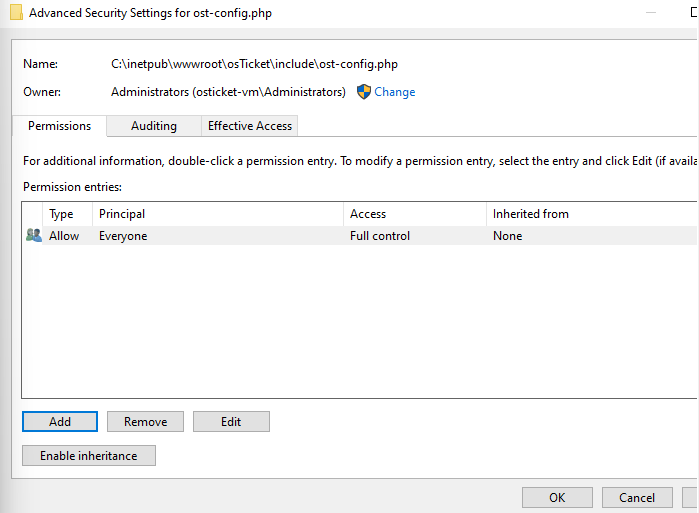 Advanced Security Settings for ost-config.php
Name: C:\inetpub\wwwroot\osTicket\include\ost-config.php
Owner: Administrators (osticket-vm\Administrators) Change
Permissions Auditing Effective Access
For additional information, double-click a permission entry. To modify a permission entry, select the entry and click Edit (if availa
Permission entries:
Type Principal Access Inherited from
Allow Everyone Full control None
Add Remove Edit
Enable inheritance
OK Cancel